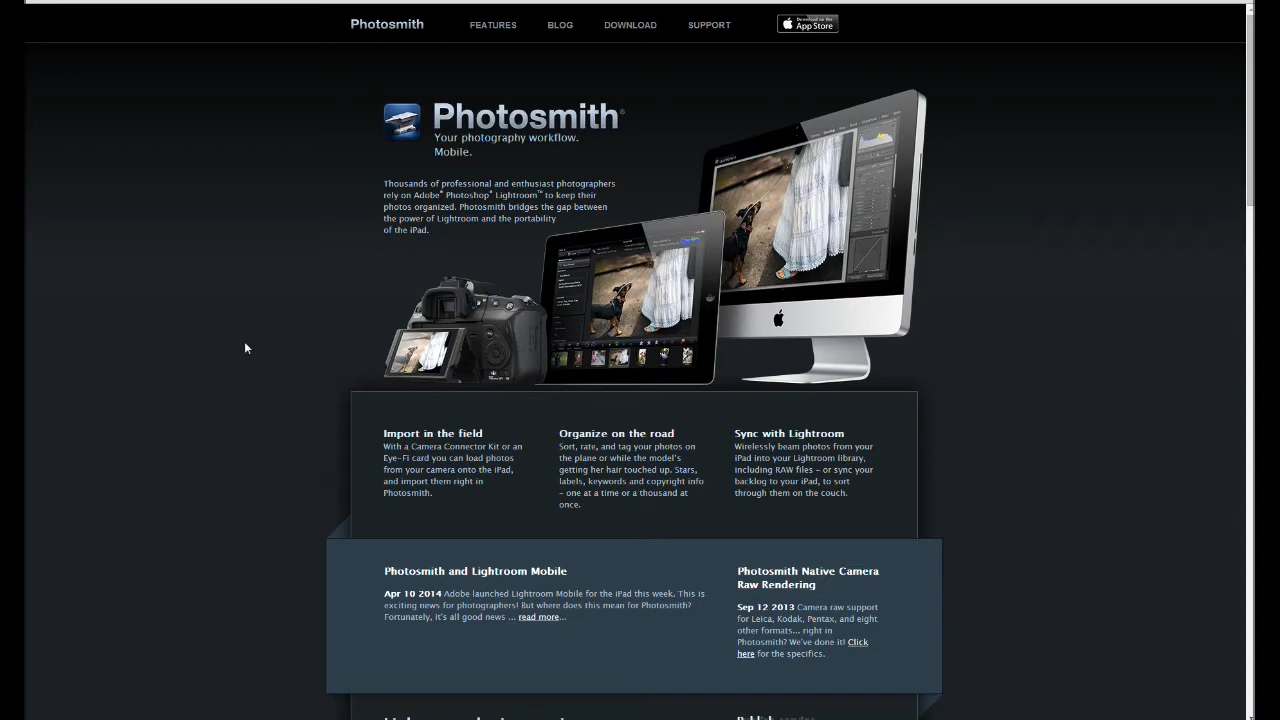 Photosmith
FEATURES
BLOG
DOWNLOAD
SUPPORT
Download on the
App Store
Photosmith®
Your photography workflow.
Mobile.
Thousands of professional and enthusiast photographers
rely on Adobe® Photoshop® Lightroom™ to keep their
photos organized. Photosmith bridges the gap between
the power of Lightroom and the portability
of the iPad.
Import in the field
With a Camera Connector Kit or an
Eye-Fi card you can load photos
from your camera onto the iPad,
and import them right in
Photosmith.
Organize on the road
Sort, rate, and tag your photos on
the plane or while the model's
getting her hair touched up. Stars,
labels, keywords and copyright info
– one at a time or a thousand at
once.
Sync with Lightroom
Wirelessly beam photos from your
iPad into your Lightroom library,
including RAW files – or sync your
backlog to your iPad, to sort
through them on the couch.
Photosmith and Lightroom Mobile
Apr 10 2014 Adobe launched Lightroom Mobile for the iPad this week. This is
exciting news for photographers! But where does this mean for Photosmith?
Fortunately, it's all good news ... read more...
Photosmith Native Camera
Raw Rendering
Sep 12 2013 Camera raw support
for Leica, Kodak, Pentax, and eight
other formats... right in
Photosmith? We've done it! Click
here for the specifics.